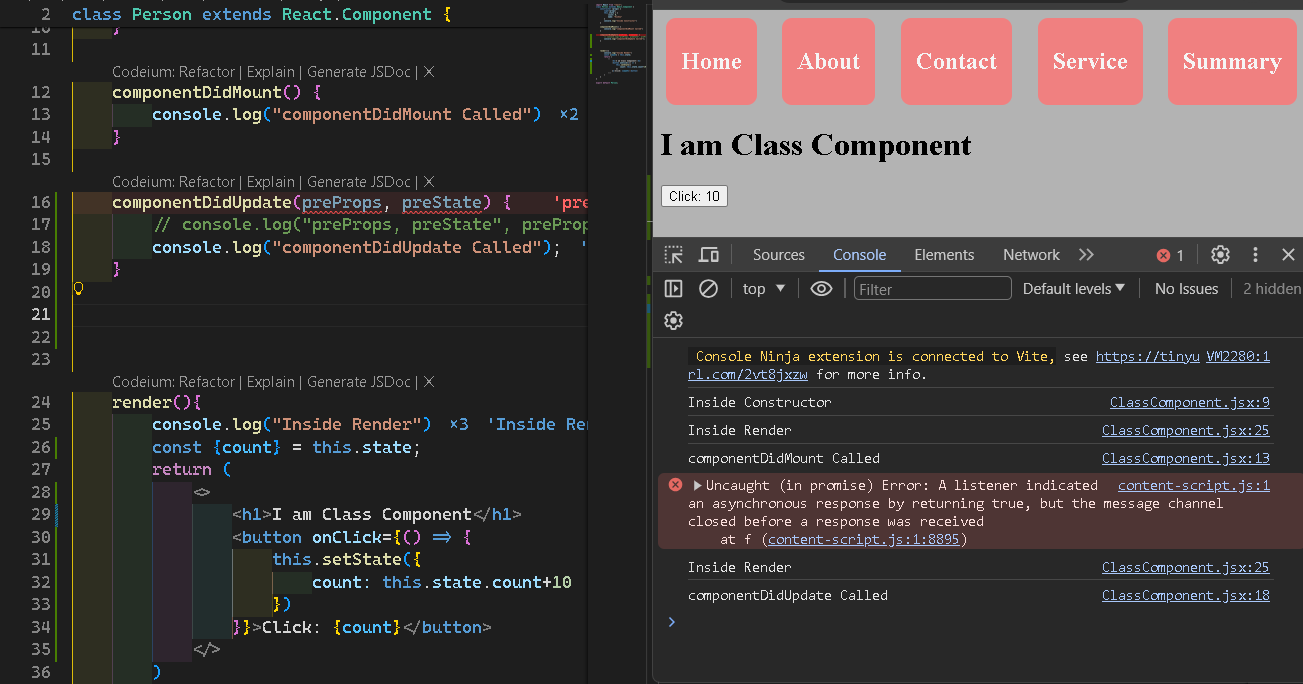 2 class Person extends React.Component {
10 }
11
Codeium: Refactor | Explain | Generate JSDoc | X
12 componentDidMount() {
13 console.log("componentDidMount Called") ×2
14 }
15
Codeium: Refactor | Explain | Generate JSDoc | X
16 componentDidUpdate(preProps, preState) { 'pre
17 // console.log("preProps, preState", preProp
18 console.log("componentDidUpdate Called"); '
19 }
20
21
22
23
Codeium: Refactor | Explain | Generate JSDoc | X
24 render(){
25 console.log("Inside Render") ×3 'Inside Re
26 const {count} = this.state;
27 return (
28 <>
29 <h1>I am Class Component</h1>
30 <button onClick={() => {
31 this.setState({
32 count: this.state.count+10
33 })
34 }}>Click: {count}</button>
35 </>
36 )
Home About Contact Service Summary
I am Class Component
Click: 10
Sources Console Elements Network >> 1
top Filter Default levels No Issues 2 hidden
Console Ninja extension is connected to Vite, see https://tinyu VM2280:1
rl.com/2vt8jxzw for more info.
Inside Constructor ClassComponent.jsx:9
Inside Render ClassComponent.jsx:25
componentDidMount Called ClassComponent.jsx:13
Uncaught (in promise) Error: A listener indicated content-script.js:1
an asynchronous response by returning true, but the message channel
closed before a response was received
at f (content-script.js:1:8895)
Inside Render ClassComponent.jsx:25
componentDidUpdate Called ClassComponent.jsx:18